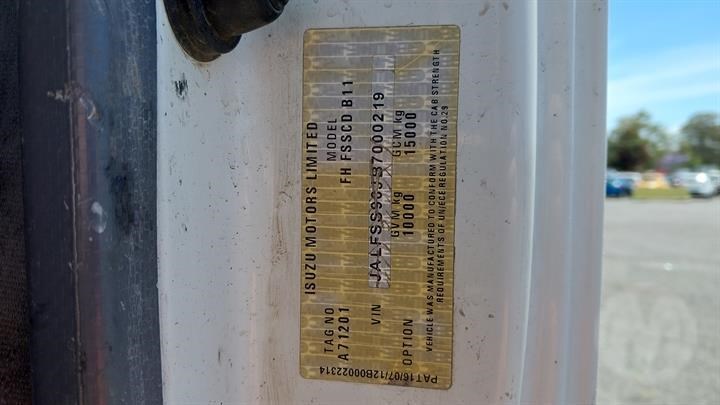 ISUZU MOTORS LIMITED
TAG NO MODEL
A71201 FH FSSCD B11
VIN
GVM kg GCM kg
OPTION 10000 15000
VEHICLE WAS MANUFACTURED TO CONFORM WITH THE CAB STRENGTH
REQUIREMENTS OF UN/ECE REGULATION NO.29
PAT16/07/12B00022314